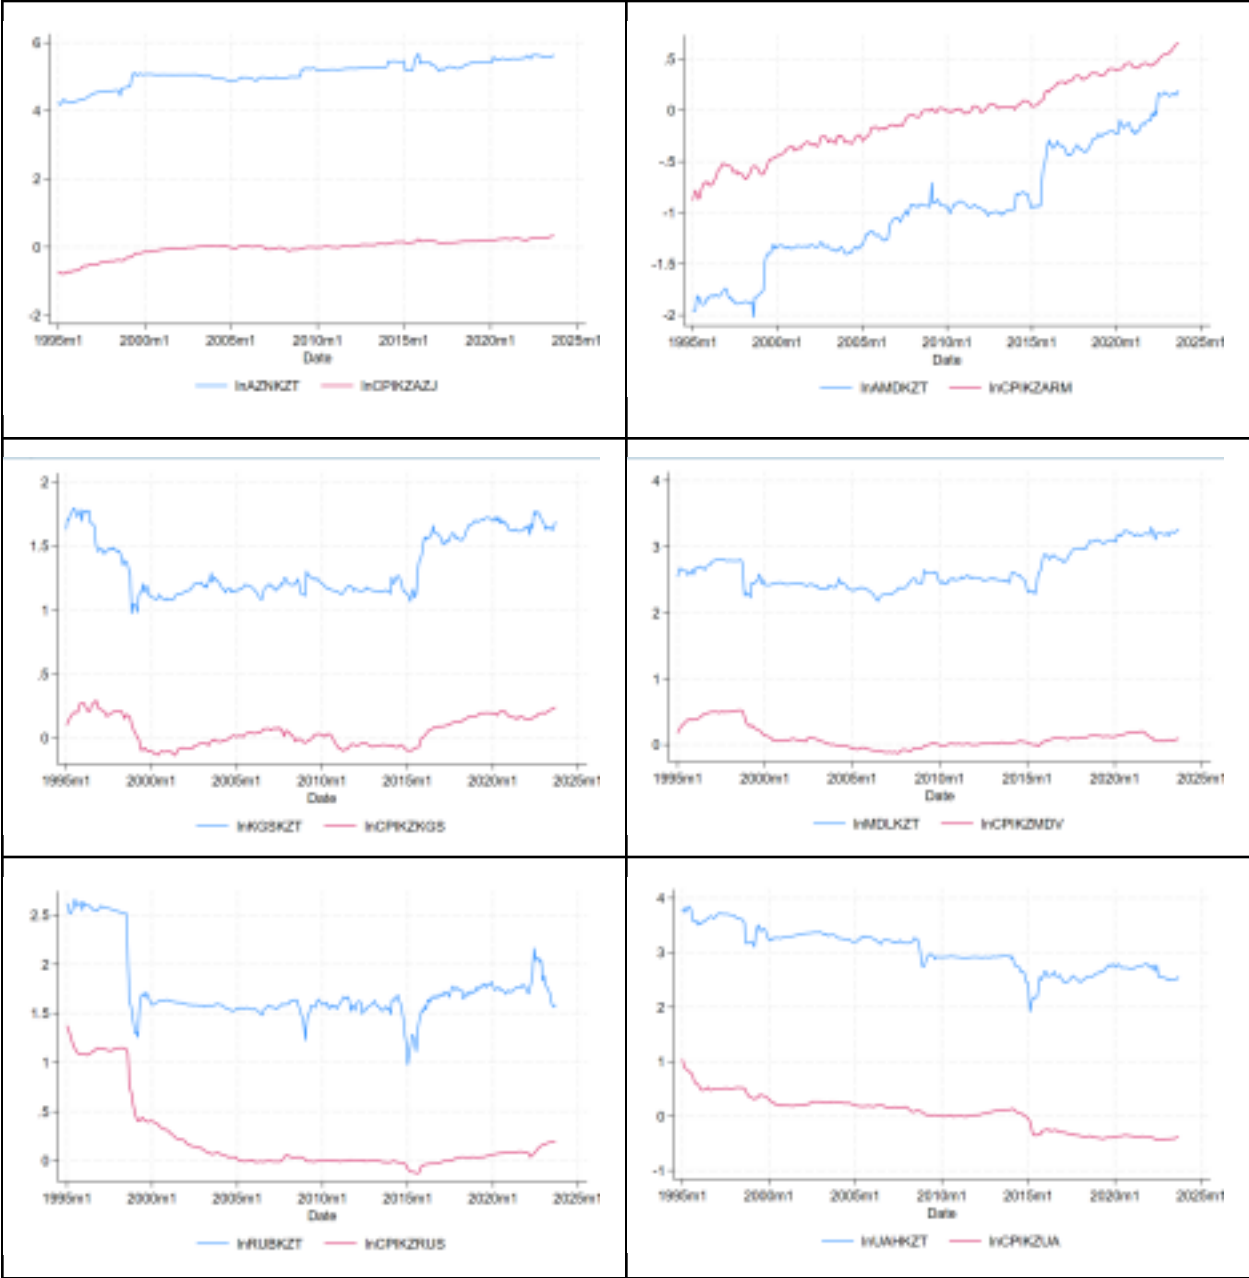 6
4
2
0
-2
1995m1 2000m1 2005m1 2010m1 2015m1 2020m1 2025m1
Date
lnAZNKZT lnCPIKZAZJ
.5
0
-.5
-1
-1.5
-2
1995m1 2000m1 2005m1 2010m1 2015m1 2020m1 2025m1
Date
lnAMDKZT lnCPIKZARM
2
1.5
1
.5
0
1995m1 2000m1 2005m1 2010m1 2015m1 2020m1 2025m1
Date
lnKGSKZT lnCPIKZKGS
4
3
2
1
0
1995m1 2000m1 2005m1 2010m1 2015m1 2020m1 2025m1
Date
lnMDLKZT lnCPIKZMDV
2.5
2
1.5
1
.5
0
1995m1 2000m1 2005m1 2010m1 2015m1 2020m1 2025m1
Date
lnRUBKZT lnCPIKZRUS
4
3
2
1
0
-1
1995m1 2000m1 2005m1 2010m1 2015m1 2020m1 2025m1
Date
lnUAHKZT lnCPIKZUA